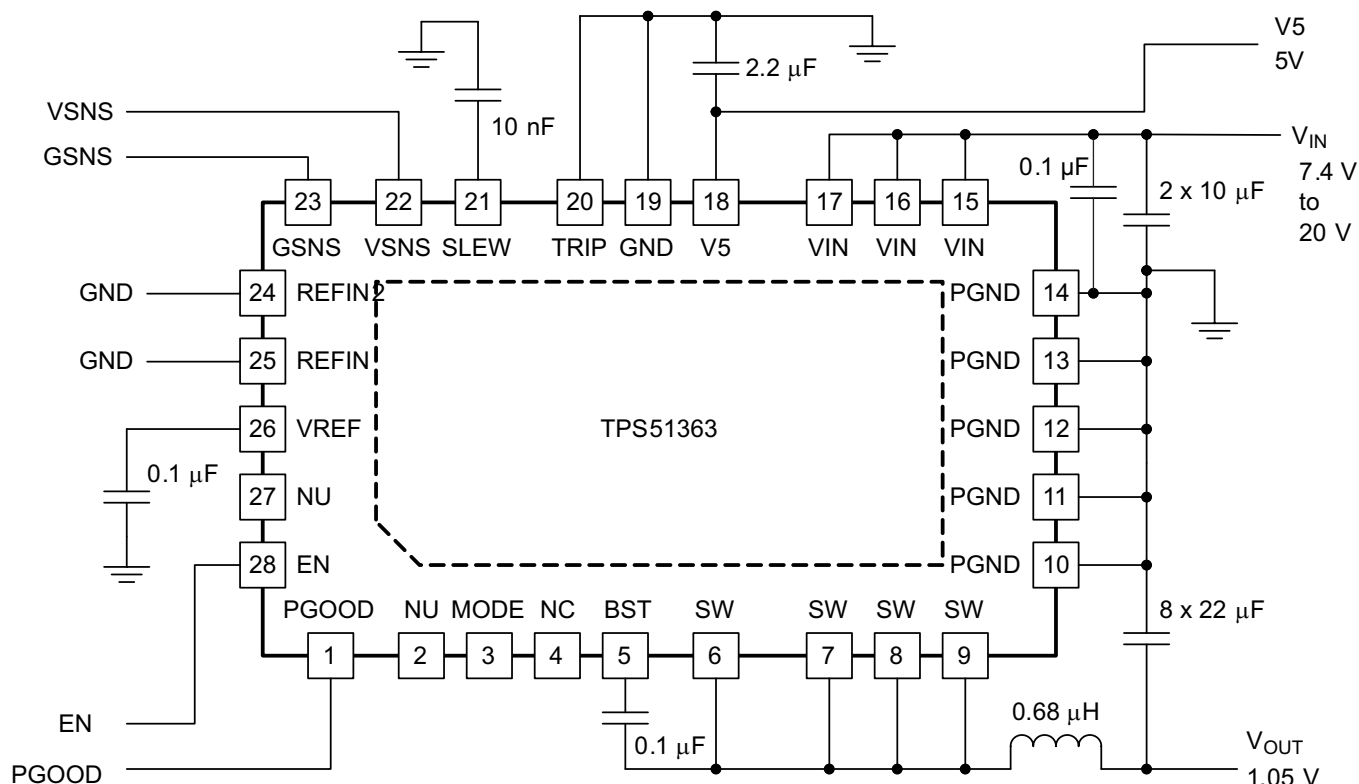 V5
5V
2.2 μF
VSNS
10 nF
GSNS
V_IN
0.1 μF
7.4 V
2 x 10 μF
to
20 V
23
22
21
20
19
18
17
16
15
GSNS
VSNS
SLEW
TRIP
GND
V5
VIN
VIN
VIN
GND
24
REFIN2
PGND
14
GND
25
REFIN
PGND
13
26
VREF
TPS51363
PGND
12
0.1 μF
27
NU
PGND
11
28
EN
PGND
10
PGOOD
NU
MODE
NC
BST
SW
SW
SW
SW
8 x 22 μF
1
2
3
4
5
6
7
8
9
EN
0.1 μF
0.68 μH
PGOOD
V_OUT
1.05 V